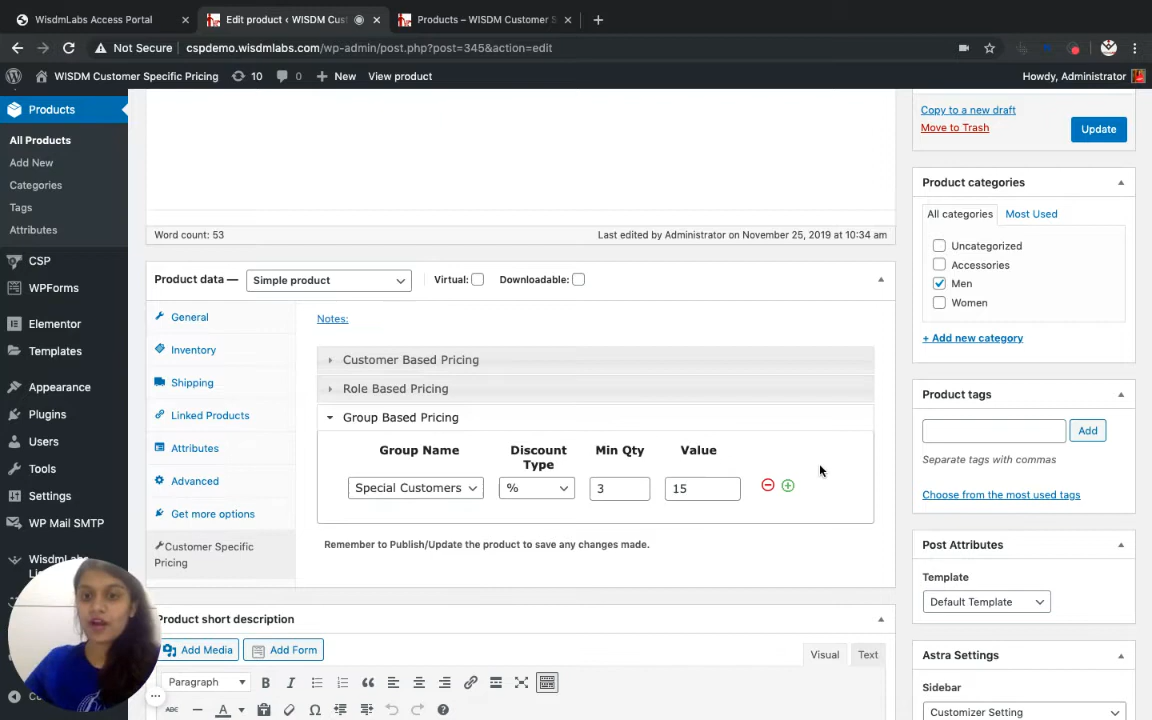 WisdmLabs Access Portal
Edit product ‹ WISDM Cust
Products – WISDM Customer S
Not Secure
cspdemo.wisdmlabs.com/wp-admin/post.php?post=345&action=edit
WISDM Customer Specific Pricing
10
0
New
View product
Howdy, Administrator
Products
All Products
Add New
Categories
Tags
Attributes
CSP
WPForms
Elementor
Templates
Appearance
Plugins
Users
Tools
Settings
WP Mail SMTP
WisdmLabs
Word count: 53
Last edited by Administrator on November 25, 2019 at 10:34 am
Product data —
Simple product
Virtual:
Downloadable:
General
Inventory
Shipping
Linked Products
Attributes
Advanced
Get more options
Customer Specific
Pricing
Notes:
Customer Based Pricing
Role Based Pricing
Group Based Pricing
Group Name
Discount
Type
Min Qty
Value
Special Customers
%
3
15
Remember to Publish/Update the product to save any changes made.
Product short description
Add Media
Add Form
Visual
Text
Paragraph
Copy to a new draft
Move to Trash
Update
Product categories
All categories
Most Used
Uncategorized
Accessories
Men
Women
+ Add new category
Product tags
Add
Separate tags with commas
Choose from the most used tags
Post Attributes
Template
Default Template
Astra Settings
Sidebar
Customizer Setting